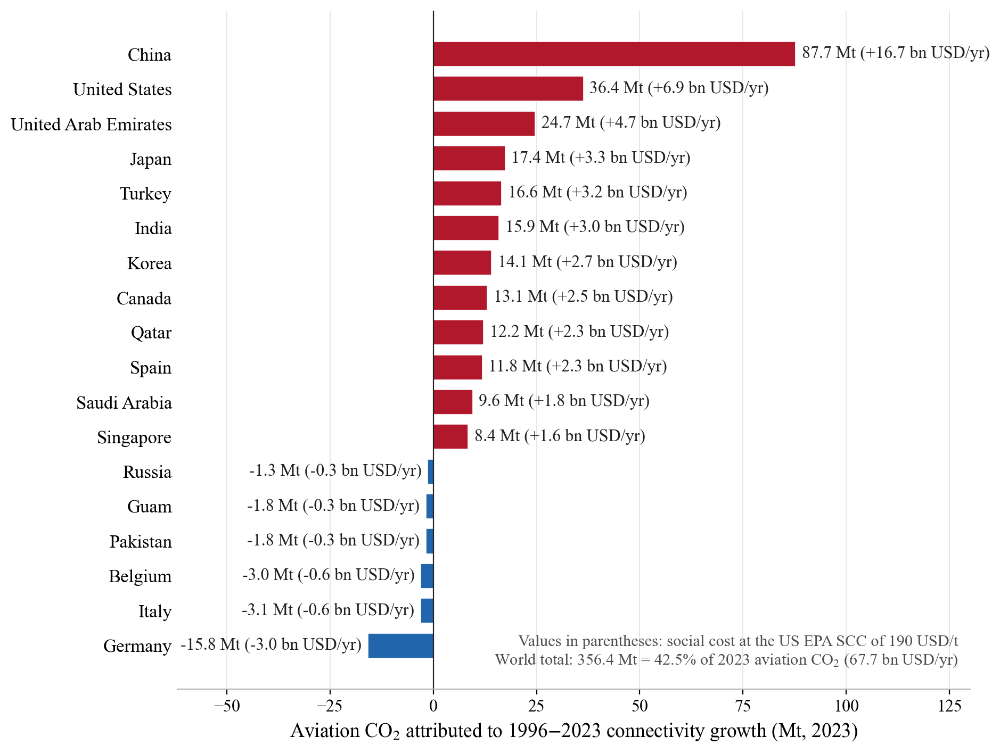 China 87.7 Mt (+16.7 bn USD/yr)
United States 36.4 Mt (+6.9 bn USD/yr)
United Arab Emirates 24.7 Mt (+4.7 bn USD/yr)
Japan 17.4 Mt (+3.3 bn USD/yr)
Turkey 16.6 Mt (+3.2 bn USD/yr)
India 15.9 Mt (+3.0 bn USD/yr)
Korea 14.1 Mt (+2.7 bn USD/yr)
Canada 13.1 Mt (+2.5 bn USD/yr)
Qatar 12.2 Mt (+2.3 bn USD/yr)
Spain 11.8 Mt (+2.3 bn USD/yr)
Saudi Arabia 9.6 Mt (+1.8 bn USD/yr)
Singapore 8.4 Mt (+1.6 bn USD/yr)
Russia -1.3 Mt (-0.3 bn USD/yr)
Guam -1.8 Mt (-0.3 bn USD/yr)
Pakistan -1.8 Mt (-0.3 bn USD/yr)
Belgium -3.0 Mt (-0.6 bn USD/yr)
Italy -3.1 Mt (-0.6 bn USD/yr)
Germany -15.8 Mt (-3.0 bn USD/yr)
Values in parentheses: social cost at the US EPA SCC of 190 USD/t
World total: 356.4 Mt = 42.5% of 2023 aviation CO₂ (67.7 bn USD/yr)
−50 −25 0 25 50 75 100 125
Aviation CO₂ attributed to 1996−2023 connectivity growth (Mt, 2023)